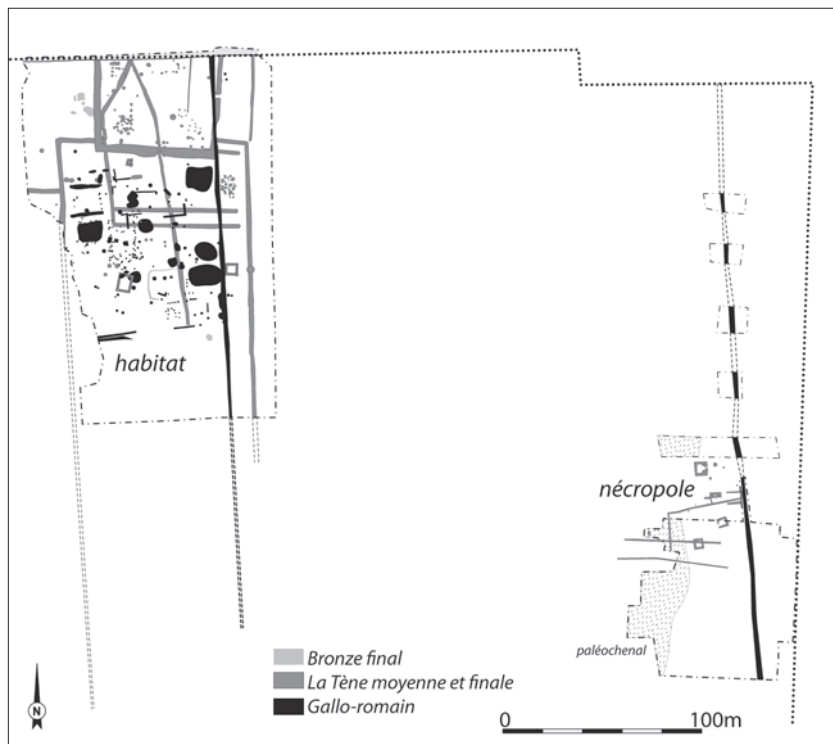 habitat
nécropole
paléochenal
Bronze final
La Tène moyenne et finale
Gallo-romain
N
0 100m